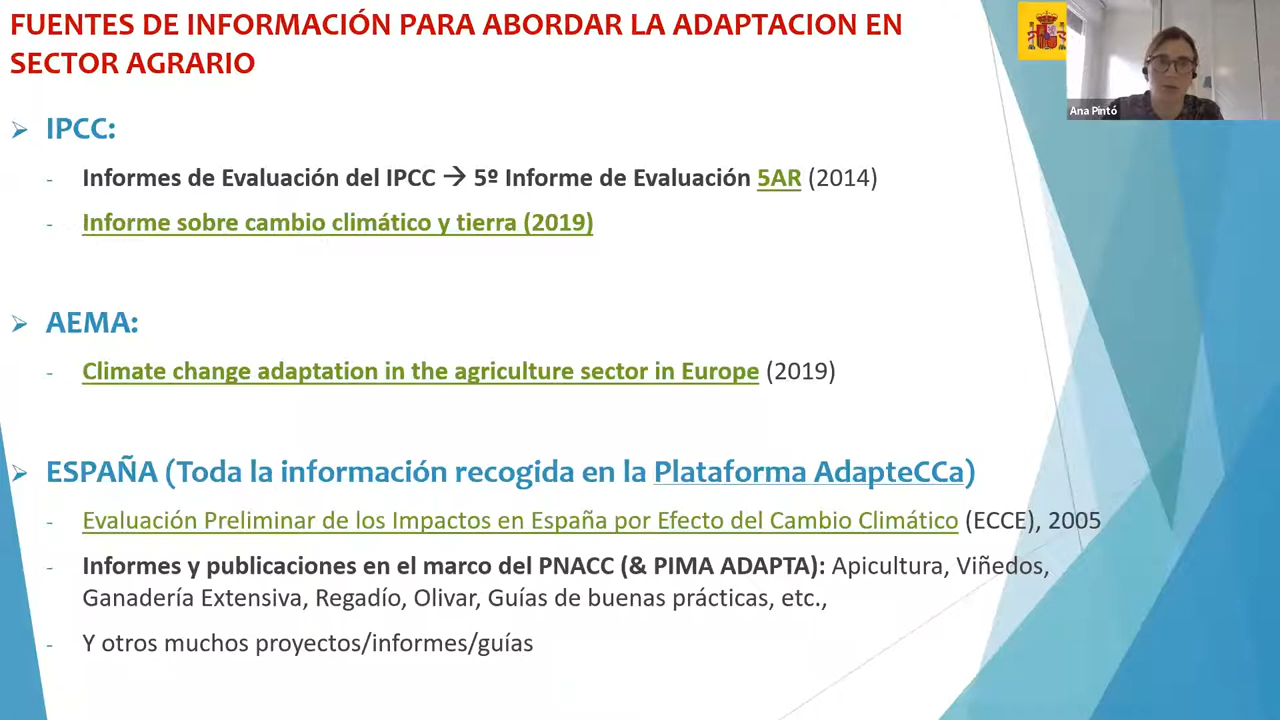 FUENTES DE INFORMACIÓN PARA ABORDAR LA ADAPTACION EN
SECTOR AGRARIO
Ana Pintó
➢ IPCC:
- Informes de Evaluación del IPCC → 5º Informe de Evaluación 5AR (2014)
- Informe sobre cambio climático y tierra (2019)
➢ AEMA:
- Climate change adaptation in the agriculture sector in Europe (2019)
➢ ESPAÑA (Toda la información recogida en la Plataforma AdapteCCa)
- Evaluación Preliminar de los Impactos en España por Efecto del Cambio Climático (ECCE), 2005
- Informes y publicaciones en el marco del PNACC (& PIMA ADAPTA): Apicultura, Viñedos,
Ganadería Extensiva, Regadío, Olivar, Guías de buenas prácticas, etc.,
- Y otros muchos proyectos/informes/guías